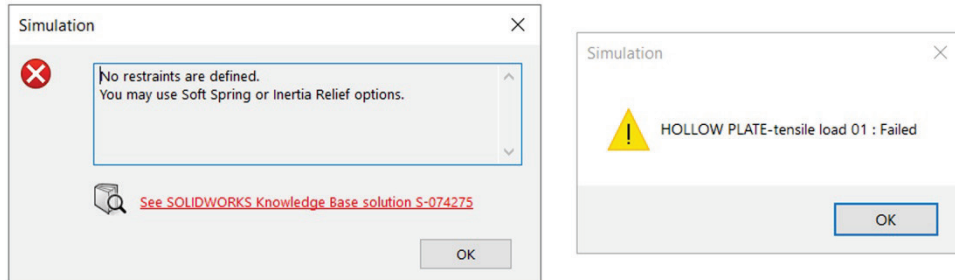 Simulation
No restraints are defined.
You may use Soft Spring or Inertia Relief options.
See SOLIDWORKS Knowledge Base solution S-074275
OK
Simulation
HOLLOW PLATE-tensile load 01 : Failed
OK